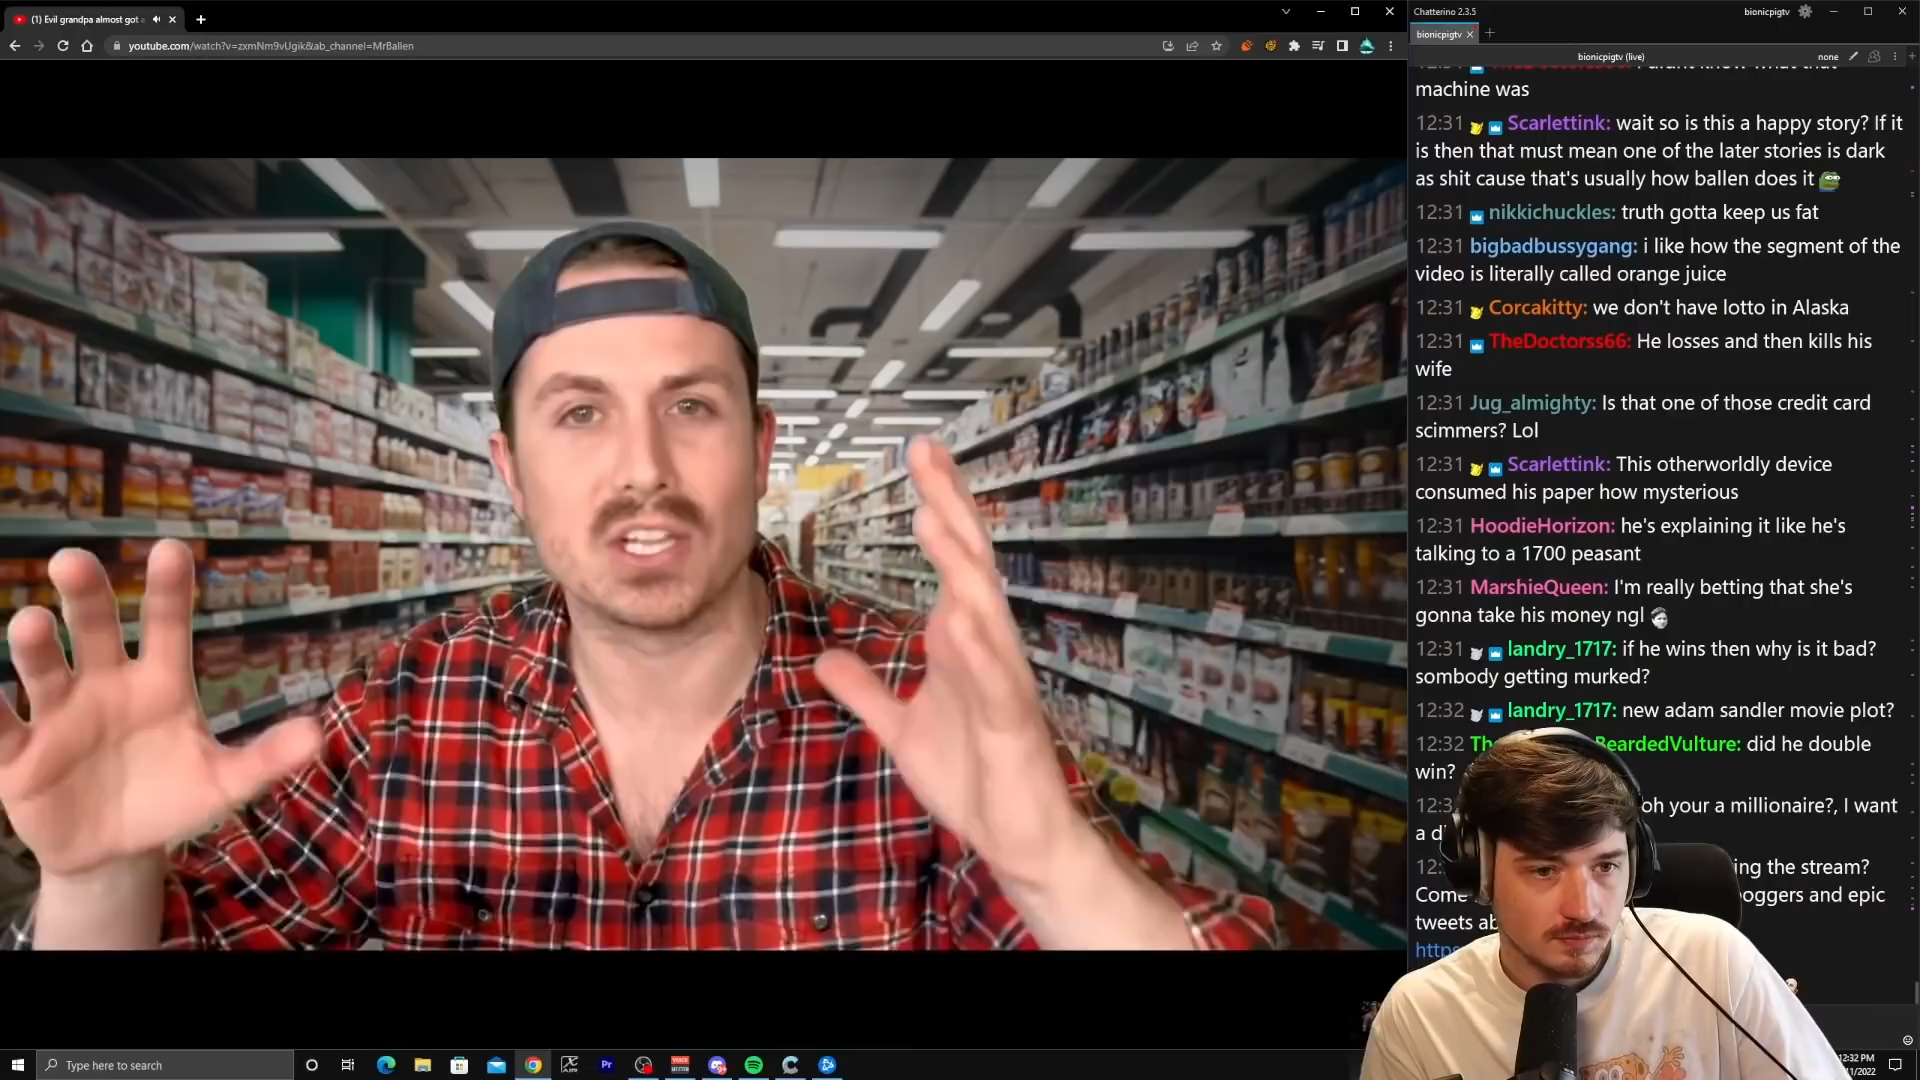 (1) Evil grandpa almost got a
youtube.com/watch?v=zxmNm9vUgik&ab_channel=MrBallen
Chatterino 2.3.5
bionicpigtv
bionicpigtv
bionicpigtv (live)
none
machine was
12:31 Scarlettink: wait so is this a happy story? If it
is then that must mean one of the later stories is dark
as shit cause that's usually how ballen does it
12:31 nikkichuckles: truth gotta keep us fat
12:31 bigbadbussygang: i like how the segment of the
video is literally called orange juice
12:31 Corcakitty: we don't have lotto in Alaska
12:31 TheDoctorss66: He losses and then kills his
wife
12:31 Jug_almighty: Is that one of those credit card
scimmers? Lol
12:31 Scarlettink: This otherworldly device
consumed his paper how mysterious
12:31 HoodieHorizon: he's explaining it like he's
talking to a 1700 peasant
12:31 MarshieQueen: I'm really betting that she's
gonna take his money ngl
12:31 landry_1717: if he wins then why is it bad?
sombody getting murked?
12:32 landry_1717: new adam sandler movie plot?
12:32 Th BeardedVulture: did he double
win?
oh your a millionaire?, I want
a di
ing the stream?
Come oggers and epic
tweets ab
https
Type here to search
12:32 PM
11/2022